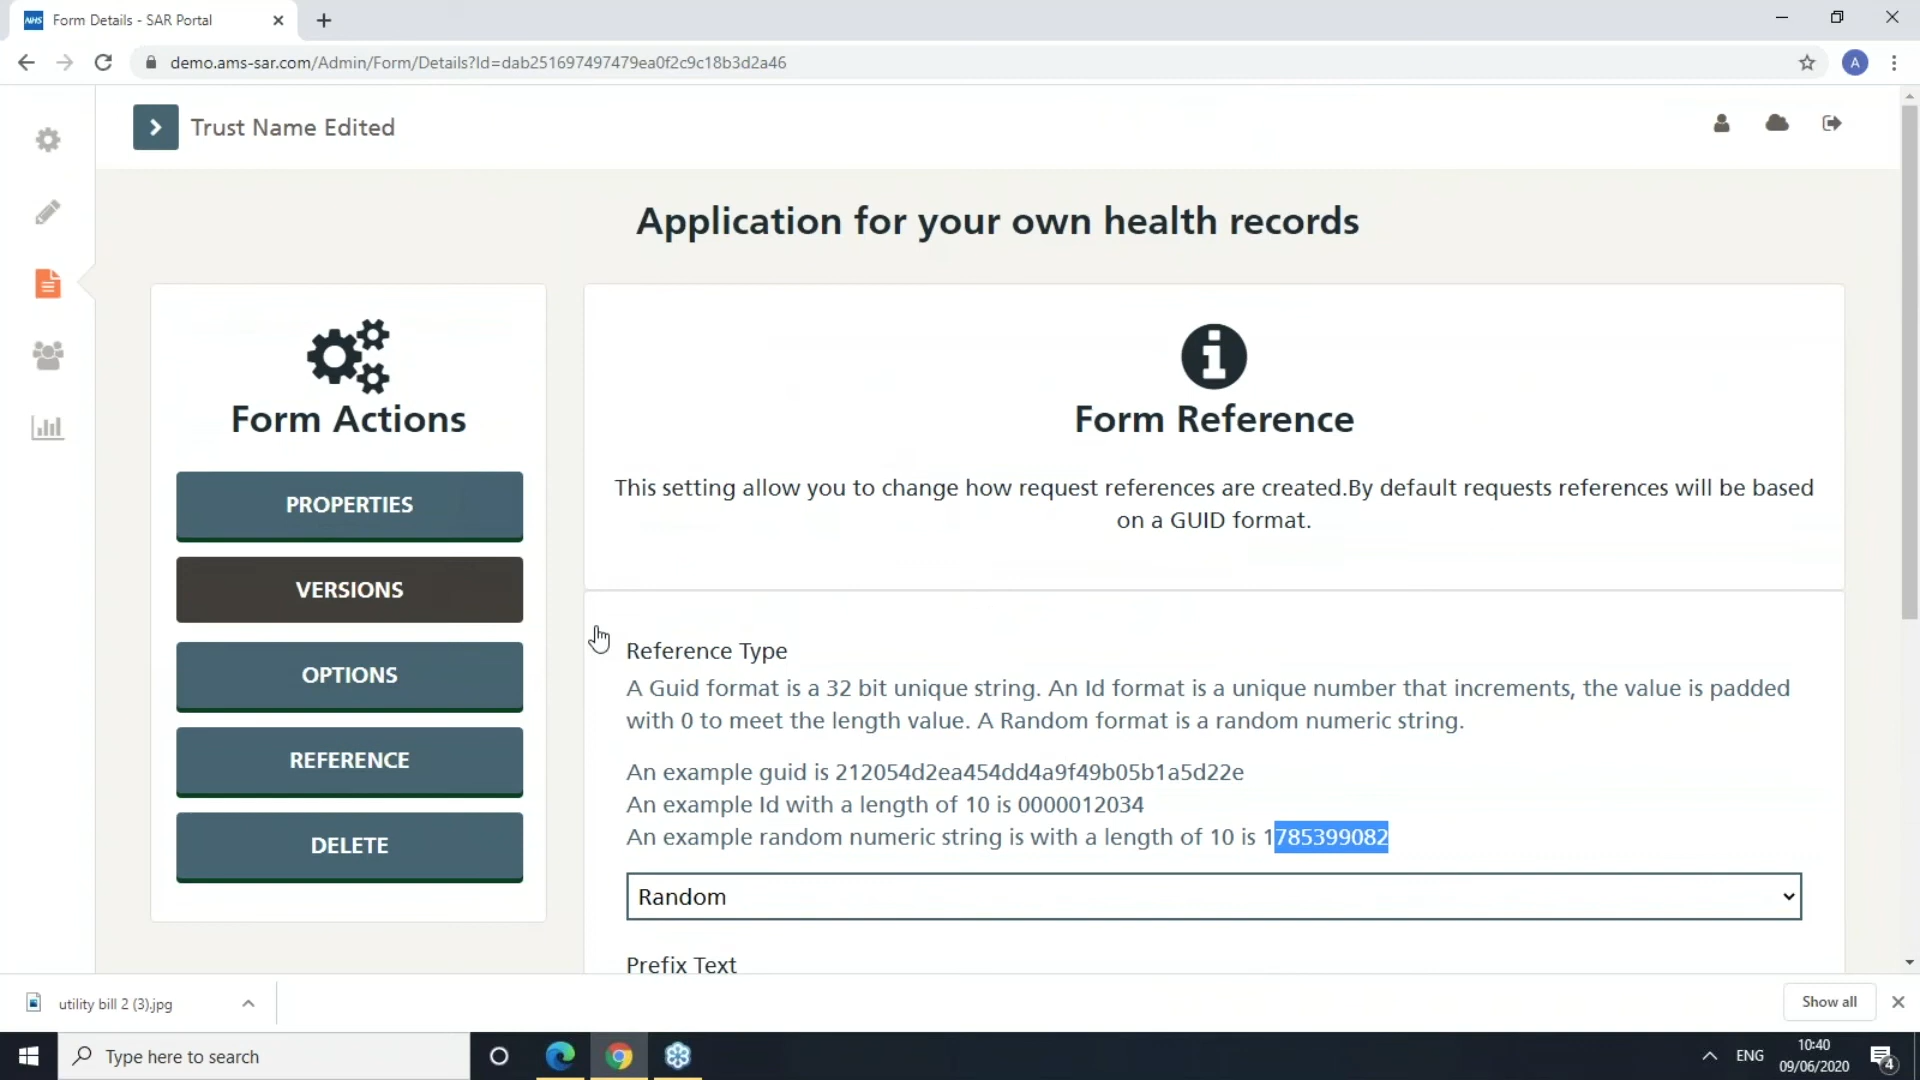 NHS Form Details - SAR Portal
demo.ams-sar.com/Admin/Form/Details?Id=dab251697497479ea0f2c9c18b3d2a46
A
Trust Name Edited
Application for your own health records
Form Actions
PROPERTIES
VERSIONS
OPTIONS
REFERENCE
DELETE
Form Reference
This setting allow you to change how request references are created.By default requests references will be based
on a GUID format.
Reference Type
A Guid format is a 32 bit unique string. An Id format is a unique number that increments, the value is padded
with 0 to meet the length value. A Random format is a random numeric string.
An example guid is 212054d2ea454dd4a9f49b05b1a5d22e
An example Id with a length of 10 is 0000012034
An example random numeric string is with a length of 10 is 1785399082
Random
Prefix Text
utility bill 2 (3).jpg
Show all
Type here to search
ENG
10:40
09/06/2020
4